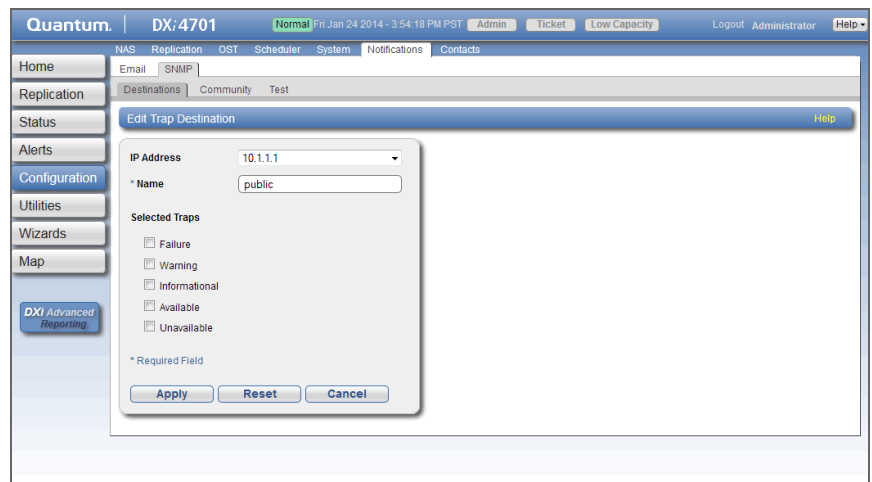 Quantum. DXi4701 Normal Fri Jan 24 2014 - 3:54:18 PM PST Admin Ticket Low Capacity Logout Administrator Help
NAS Replication OST Scheduler System Notifications Contacts
Home
Replication
Status
Alerts
Configuration
Utilities
Wizards
Map
DXi Advanced
Reporting
Email SNMP
Destinations Community Test
Edit Trap Destination Help
IP Address 10.1.1.1
* Name public
Selected Traps
Failure
Warning
Informational
Available
Unavailable
* Required Field
Apply Reset Cancel